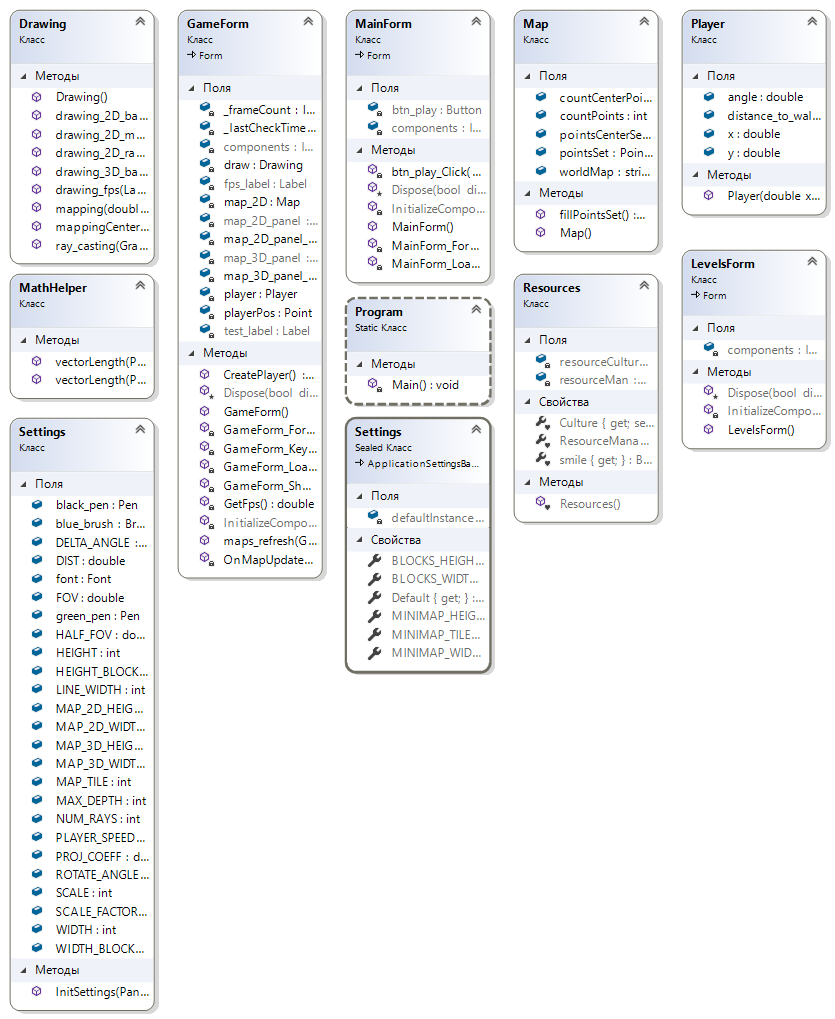 Drawing
Класс
Методы
Drawing()
drawing_2D_ba...
drawing_2D_m...
drawing_2D_ra...
drawing_3D_ba...
drawing_fps(La...
mapping(doubl...
mappingCenter...
ray_casting(Gra...
MathHelper
Класс
Методы
vectorLength(P...
vectorLength(P...
Settings
Класс
Поля
black_pen : Pen
blue_brush : Br...
DELTA_ANGLE :...
DIST : double
font : Font
FOV : double
green_pen : Pen
HALF_FOV : do...
HEIGHT : int
HEIGHT_BLOCK...
LINE_WIDTH : int
MAP_2D_HEIG...
MAP_2D_WIDT...
MAP_3D_HEIG...
MAP_3D_WIDT...
MAP_TILE : int
MAX_DEPTH : int
NUM_RAYS : int
PLAYER_SPEED...
PROJ_COEFF : d...
ROTATE_ANGLE...
SCALE : int
SCALE_FACTOR...
WIDTH : int
WIDTH_BLOCK...
Методы
InitSettings(Pan...
GameForm
Класс
Form
Поля
_frameCount : I...
_lastCheckTime...
components : I...
draw : Drawing
fps_label : Label
map_2D : Map
map_2D_panel :...
map_2D_panel_...
map_3D_panel :...
map_3D_panel_...
player : Player
playerPos : Point
test_label : Label
Методы
CreatePlayer() :...
Dispose(bool di...
GameForm()
GameForm_For...
GameForm_Key...
GameForm_Loa...
GameForm_Sh...
GetFps() : double
InitializeCompo...
maps_refresh(G...
OnMapUpdate...
MainForm
Класс
Form
Поля
btn_play : Button
components : I...
Методы
btn_play_Click(...
Dispose(bool di...
InitializeCompo...
MainForm()
MainForm_For...
MainForm_Loa...
Program
Static Класс
Методы
Main() : void
Settings
Sealed Класс
ApplicationSettingsBa...
Поля
defaultInstance...
Свойства
BLOCKS_HEIGH...
BLOCKS_WIDT...
Default { get; } :...
MINIMAP_HEIG...
MINIMAP_TILE...
MINIMAP_WID...
Map
Класс
Поля
countCenterPoi...
countPoints : int
pointsCenterSe...
pointsSet : Poin...
worldMap : stri...
Методы
fillPointsSet() :...
Map()
Resources
Класс
Поля
resourceCultur...
resourceMan :...
Свойства
Culture { get; se...
ResourceMana...
smile { get; } : B...
Методы
Resources()
Player
Класс
Поля
angle : double
distance_to_wal...
x : double
y : double
Методы
Player(double x...
LevelsForm
Класс
Form
Поля
components : I...
Методы
Dispose(bool di...
InitializeCompo...
LevelsForm()